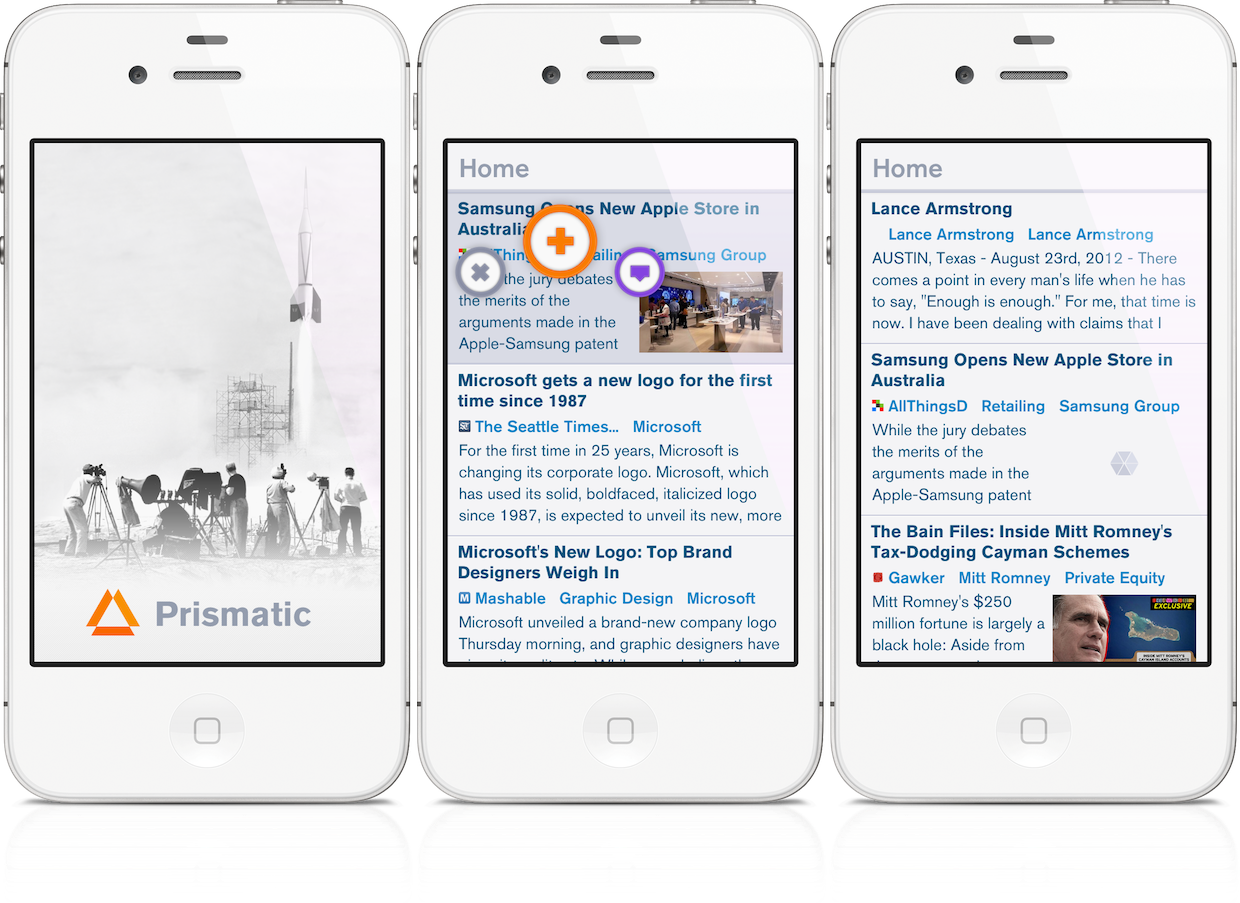 Prismatic
Home
Samsung Opens New Apple Store in
Australia
Samsung Group
the jury debates
the merits of the
arguments made in the
Apple-Samsung patent
Microsoft gets a new logo for the first
time since 1987
The Seattle Times... Microsoft
For the first time in 25 years, Microsoft is
changing its corporate logo. Microsoft, which
has used its solid, boldfaced, italicized logo
since 1987, is expected to unveil its new, more
Microsoft's New Logo: Top Brand
Designers Weigh In
M Mashable Graphic Design Microsoft
Microsoft unveiled a brand-new company logo
Thursday morning, and graphic designers have
Home
Lance Armstrong
Lance Armstrong Lance Armstrong
AUSTIN, Texas - August 23rd, 2012 - There
comes a point in every man's life when he has
to say, "Enough is enough." For me, that time is
now. I have been dealing with claims that I
Samsung Opens New Apple Store in
Australia
AllThingsD Retailing Samsung Group
While the jury debates
the merits of the
arguments made in the
Apple-Samsung patent
The Bain Files: Inside Mitt Romney's
Tax-Dodging Cayman Schemes
Gawker Mitt Romney Private Equity
Mitt Romney's $250
million fortune is largely a
black hole: Aside from
EXCLUSIVE
INSIDE MITT ROMNEY'S
CAYMAN ISLAND ACCOUNTS